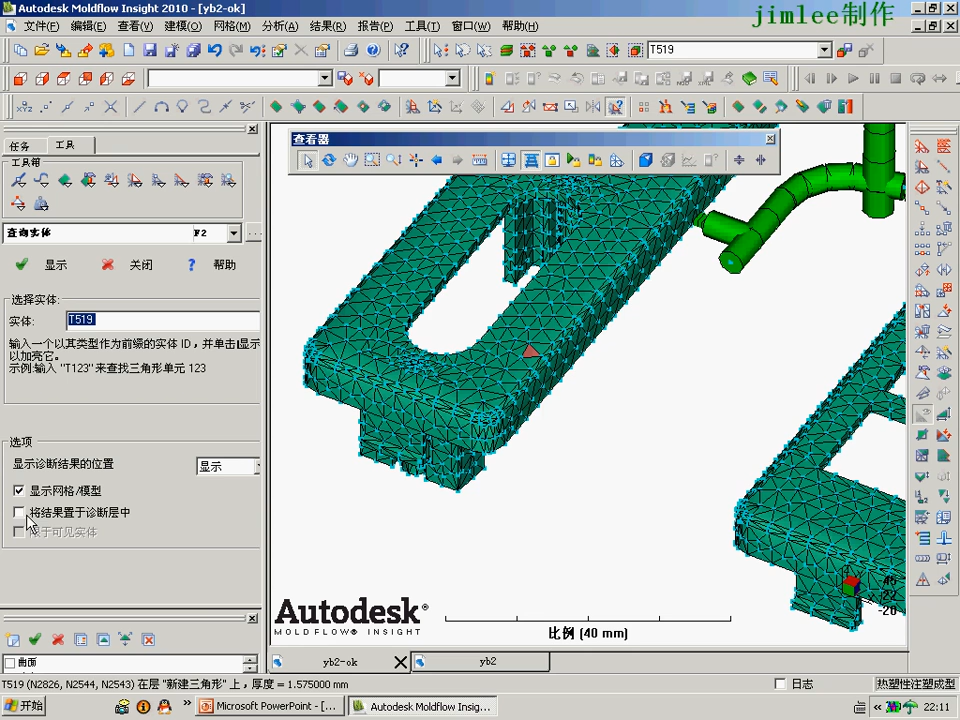 Autodesk Moldflow Insight 2010 - [yb2-ok]
jimlee制作
文件(F) 编辑(E) 查看(V) 建模(O) 网格(M) 分析(A) 结果(R) 报告(P) 工具(T) 窗口(W) 帮助(H)
T519
任务 工具
工具箱
查询实体 F2
显示 关闭 ? 帮助
选择实体:
实体: T519
输入一个以其类型作为前缀的实体 ID，并单击显示
以加亮它。
示例:输入 "T123"来查找三角形单元 123
选项
显示诊断结果的位置 显示
显示网格/模型
将结果置于诊断层中
限于可见实体
曲面
查看器
Autodesk®
MOLDFLOW® INSIGHT
比例 (40 mm)
-22
-20
yb2-ok yb2
T519 (N2826, N2544, N2543) 在层 "新建三角形" 上，厚度 = 1.575000 mm
日志 热塑性注塑成型
开始 Microsoft PowerPoint - [... Autodesk Moldflow Insig... 22:11